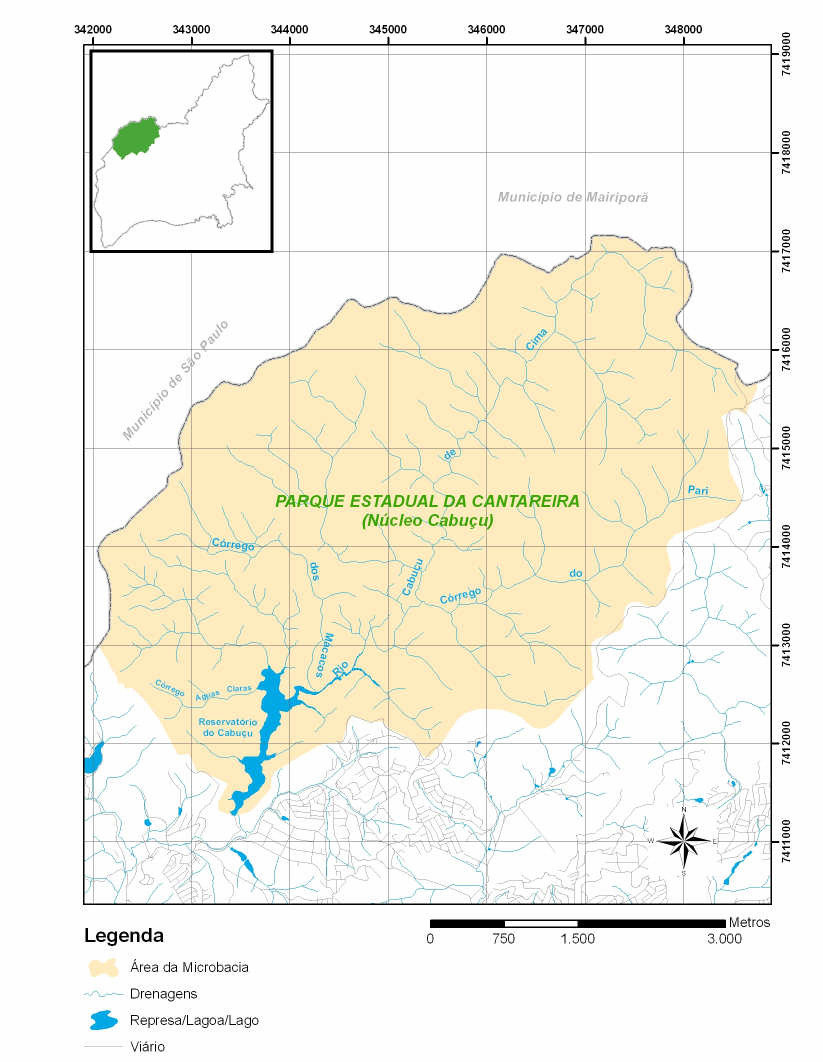 342000 343000 344000 345000 346000 347000 348000
7419000
7418000
7417000
7416000
7415000
7414000
7413000
7412000
7411000
Município de Mairiporã
Município de São Paulo
Cima
de
Pari
PARQUE ESTADUAL DA CANTAREIRA
(Núcleo Cabuçu)
Córrego
dos
Macacos
Cabuçu
Córrego
do
Rio
Córrego Aguas Claras
Reservatório
do Cabuçu
N
W E
S
Metros
0 750 1.500 3.000
Legenda
Área da Microbacia
Drenagens
Represa/Lagoa/Lago
Viário